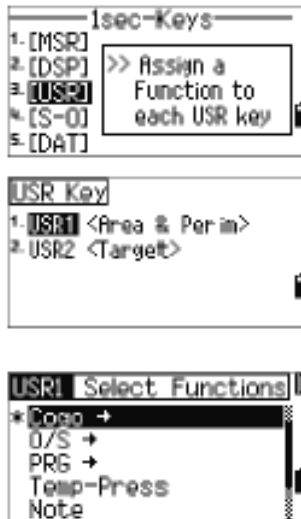 1sec-Keys
1. [MSR]
2. [DSP]
3. [USR]
4. [S-O]
5. [DAT]
>> Assign a
Function to
each USR key
USR Key
1. USR1 <Area & Perim>
2. USR2 <Target>
USR1 Select Functions
*Cogo →
O/S →
PRG →
Temp-Press
Note